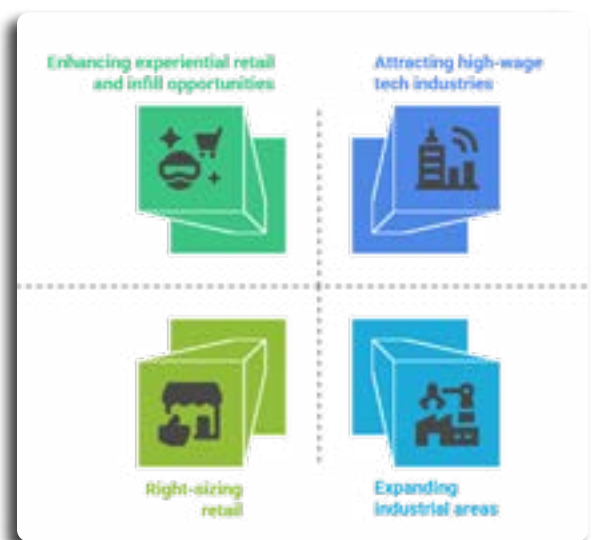 Enhancing experiential retail
and infill opportunities
Attracting high-wage
tech industries
Right-sizing
retail
Expanding
industrial areas